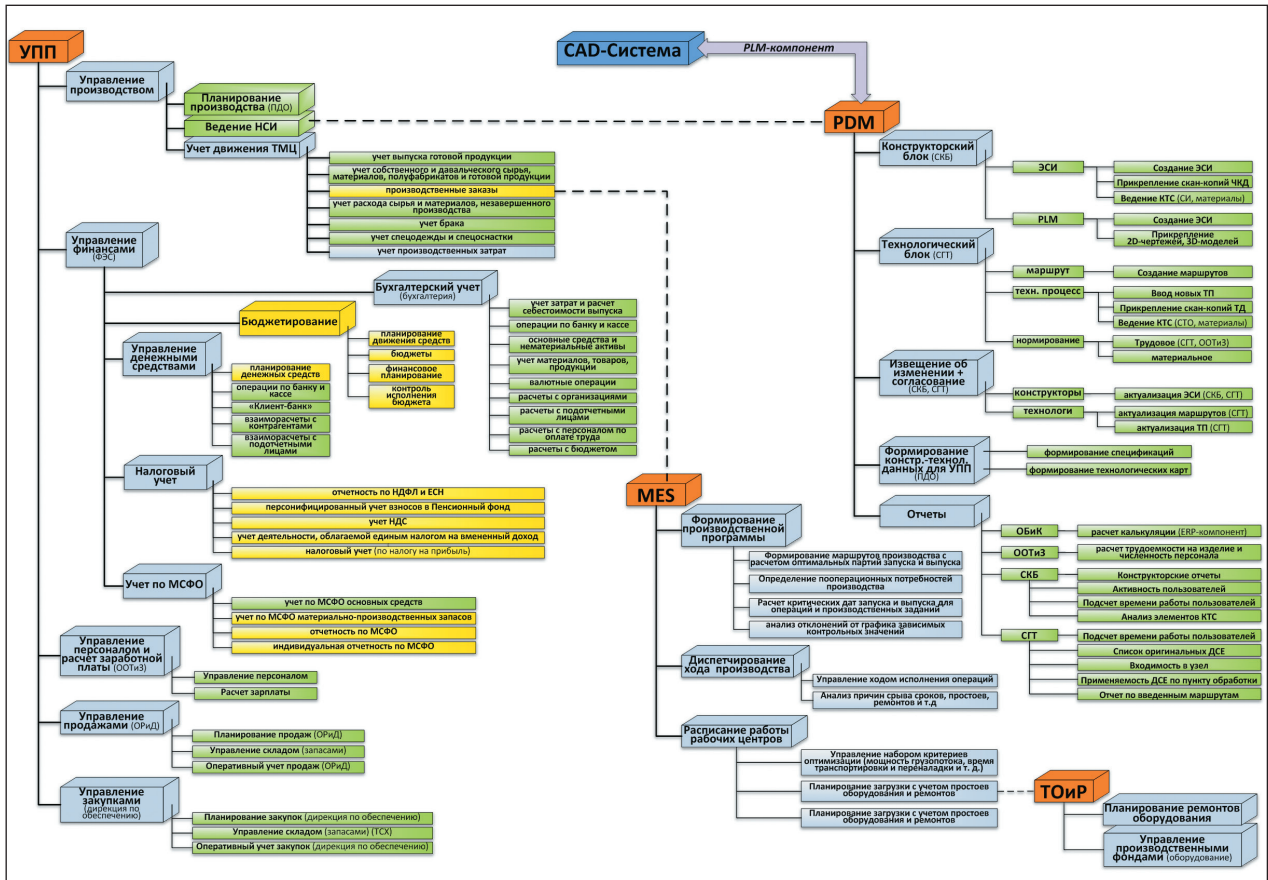 УПП
Управление
производством
Планирование
производства (ПДО)
Ведение НСИ
Учет движения ТМЦ
учет выпуска готовой продукции
учет собственного и давальческого сырья,
материалов, полуфабрикатов и готовой продукции
производственные заказы
учет расхода сырья и материалов, незавершенного
производства
учет брака
учет спецодежды и спецоснастки
учет производственных затрат
Управление
финансами
(ФЭС)
Бухгалтерский учет
(бухгалтерия)
учет затрат и расчет
себестоимости выпуска
операции по банку и кассе
основные средства и
нематериальные активы
учет материалов, товаров,
продукции
валютные операции
расчеты с организациями
расчеты с подотчетными
лицами
расчеты с персоналом по
оплате труда
расчеты с бюджетом
Бюджетирование
планирование
движения средств
бюджеты
финансовое
планирование
контроль
исполнения
бюджета
Управление
денежными
средствами
планирование
денежных средств
операции по банку и
кассе
«Клиент-банк»
взаиморасчеты с
контрагентами
взаиморасчеты с
подотчетными
лицами
Налоговый
учет
отчетность по НДФЛ и ЕСН
персонифицированный учет взносов в Пенсионный фонд
учет НДС
учет деятельности, облагаемой единым налогом на вмененный доход
налоговый учет (по налогу на прибыль)
Учет по МСФО
учет по МСФО основных средств
учет по МСФО материально-производственных запасов
отчетность по МСФО
индивидуальная отчетность по МСФО
Управление
персоналом и
расчет заработной
платы (ООТиЗ)
Управление персоналом
Расчет зарплаты
Управление
продажами (ОРиД)
Планирование продаж (ОРиД)
Управление складом (запасами)
Оперативный учет продаж (ОРиД)
Управление
закупками
(дирекция по
обеспечению)
Планирование закупок (дирекция по обеспечению)
Управление складом (запасами) (ТСХ)
Оперативный учет закупок (дирекция по обеспечению)
CAD-Система
PLM-компонент
PDM
Конструкторский
блок (СКБ)
ЭСИ
Создание ЭСИ
Прикрепление скан-копий ЧКД
Ведение КТС (СИ, материалы)
PLM
Создание ЭСИ
Прикрепление
2D-чертежей, 3D-моделей
Технологический
блок (СГТ)
маршрут
Создание маршрутов
техн. процесс
Ввод новых ТП
Прикрепление скан-копий ТД
Ведение КТС (СТО, материалы)
нормирование
Трудовое (СГТ, ООТиЗ)
материальное
Извещение об
изменении +
согласование
(СКБ, СГТ)
конструкторы
актуализация ЭСИ (СКБ, СГТ)
технологи
актуализация маршрутов (СГТ)
актуализация ТП (СГТ)
Формирование
констр.-технол.
данных для УПП
(ПДО)
формирование спецификаций
формирование технологических карт
Отчеты
ОБиК
расчет калькуляции (ERP-компонент)
ООТиЗ
расчет трудоемкости на изделие и
численность персонала
СКБ
Конструкторские отчеты
Активность пользователей
Подсчет времени работы пользователей
Анализ элементов КТС
СГТ
Подсчет времени работы пользователей
Список оригинальных ДСЕ
Входимость в узел
Применяемость ДСЕ по пункту обработки
Отчет по введенным маршрутам
MES
Формирование
производственной
программы
Формирование маршрутов производства с
расчетом оптимальных партий запуска и выпуска
Определение пооперационных потребностей
производства
Расчет критических дат запуска и выпуска для
операций и производственных заданий
анализ отклонений от графика зависимых
контрольных значений
Диспетчирование
хода производства
Управление ходом исполнения операций
Анализ причин срыва сроков, простоев,
ремонтов и т.д
Расписание работы
рабочих центров
Управление набором критериев
оптимизации (мощность грузопотока, время
транспортировки и переналадки и т. д.)
Планирование загрузки с учетом простоев
оборудования и ремонтов
Планирование загрузки с учетом простоев
оборудования и ремонтов
ТОиР
Планирование ремонтов
оборудования
Управление
производственными
фондами (оборудование)